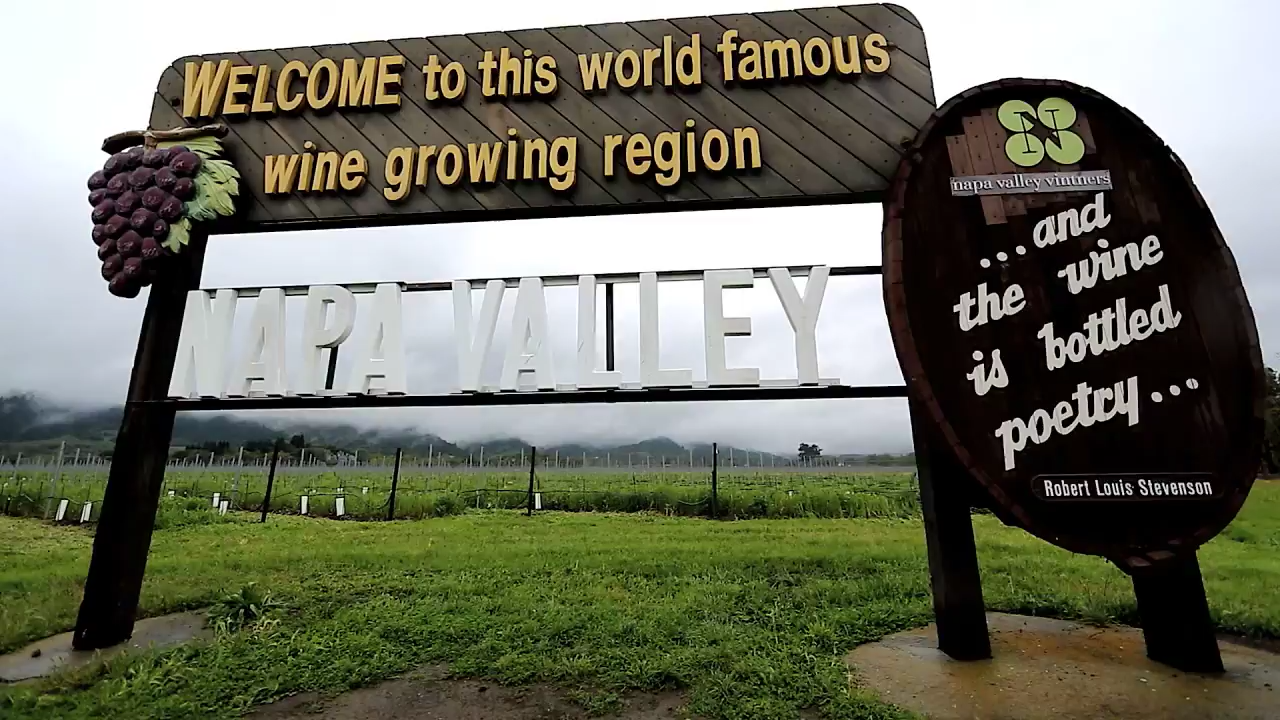 WELCOME to this world famous
wine growing region
NAPA VALLEY
N
napa valley vintners
...and
the wine
is bottled
poetry...
Robert Louis Stevenson